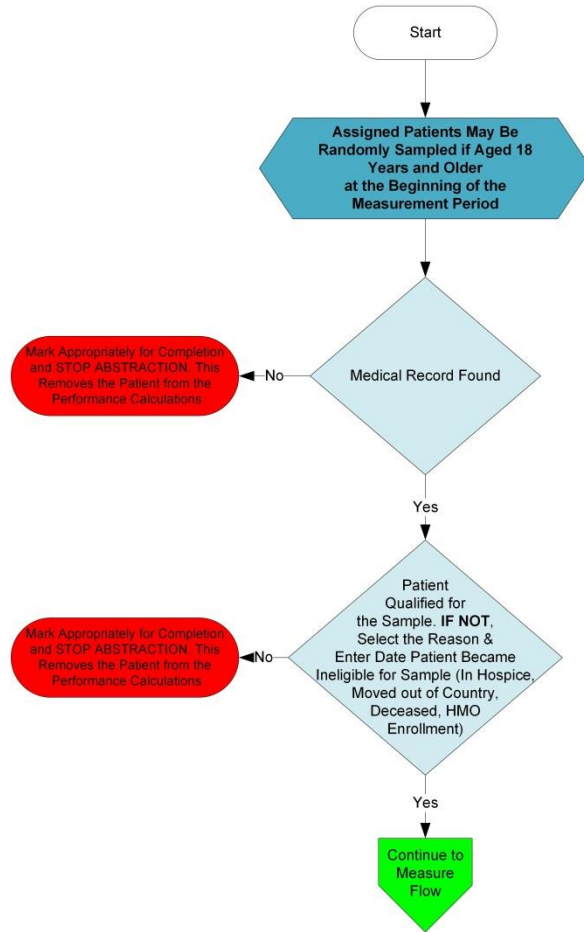 Start
Assigned Patients May Be
Randomly Sampled if Aged 18
Years and Older
at the Beginning of the
Measurement Period
Mark Appropriately for Completion
and STOP ABSTRACTION. This
Removes the Patient from the
Performance Calculations
No
Medical Record Found
Yes
Patient
Qualified for
the Sample. IF NOT,
Select the Reason &
Enter Date Patient Became
Ineligible for Sample (In Hospice,
Moved out of Country,
Deceased, HMO
Enrollment)
Mark Appropriately for Completion
and STOP ABSTRACTION. This
Removes the Patient from the
Performance Calculations
No
Yes
Continue to
Measure
Flow